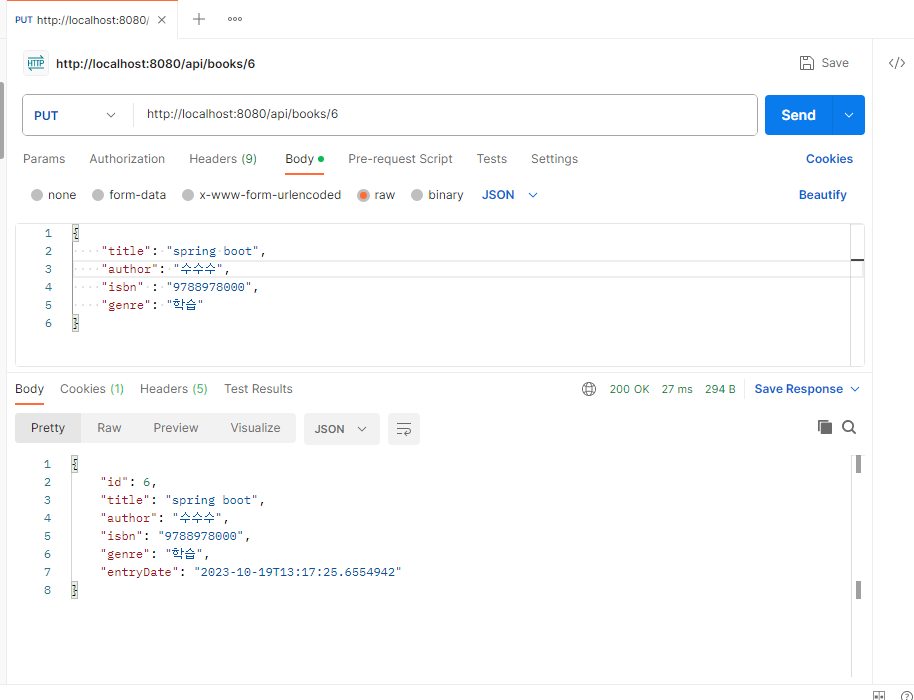 PUT http://localhost:8080/
http://localhost:8080/api/books/6
Save
PUT http://localhost:8080/api/books/6 Send
Params Authorization Headers (9) Body Pre-request Script Tests Settings Cookies
none form-data x-www-form-urlencoded raw binary JSON Beautify
1 {
2 "title": "spring boot",
3 "author": "수수수",
4 "isbn" : "9788978000",
5 "genre": "학습"
6 }
Body Cookies (1) Headers (5) Test Results 200 OK 27 ms 294 B Save Response
Pretty Raw Preview Visualize JSON
1 {
2 "id": 6,
3 "title": "spring boot",
4 "author": "수수수",
5 "isbn": "9788978000",
6 "genre": "학습",
7 "entryDate": "2023-10-19T13:17:25.6554942"
8 }